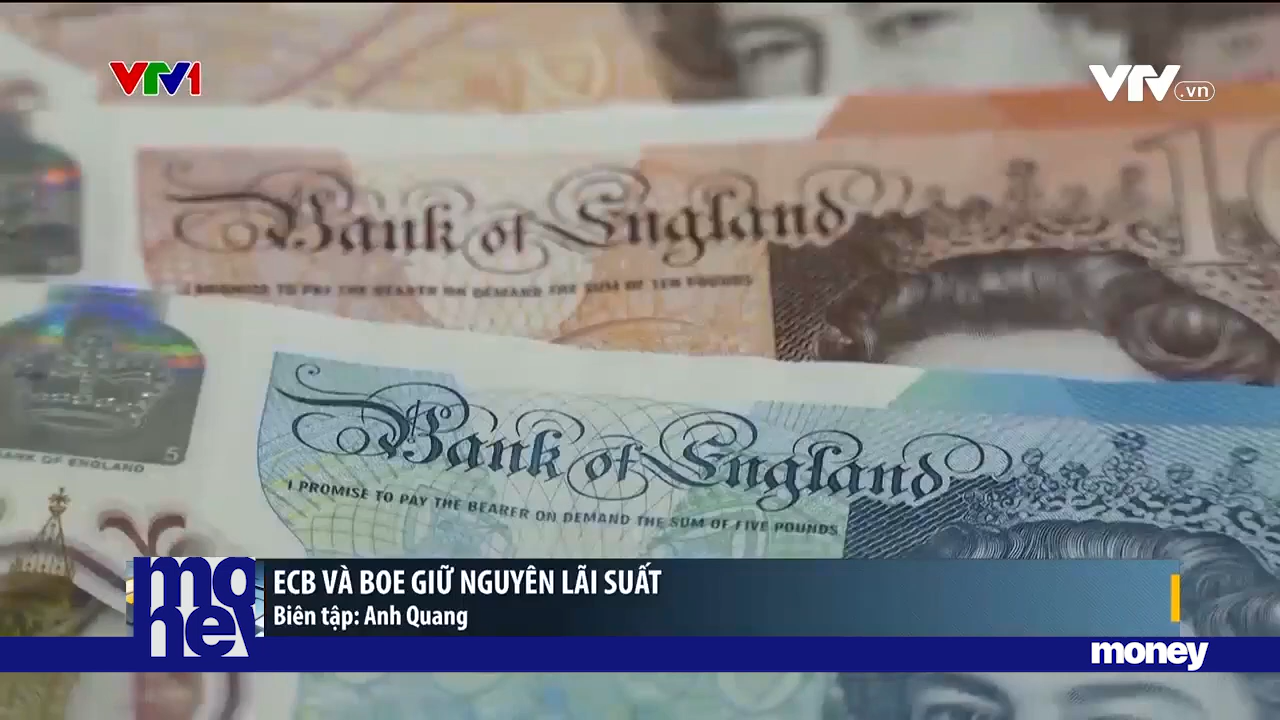 VTV1
VTV.vn
10
Bank of England
I PROMISE TO PAY THE BEARER ON DEMAND THE SUM OF TEN POUNDS
Bank of England
I PROMISE TO PAY THE BEARER ON DEMAND THE SUM OF FIVE POUNDS
5
BANK OF ENGLAND
money
ECB VÀ BOE GIỮ NGUYÊN LÃI SUẤT
Biên tập: Anh Quang
money